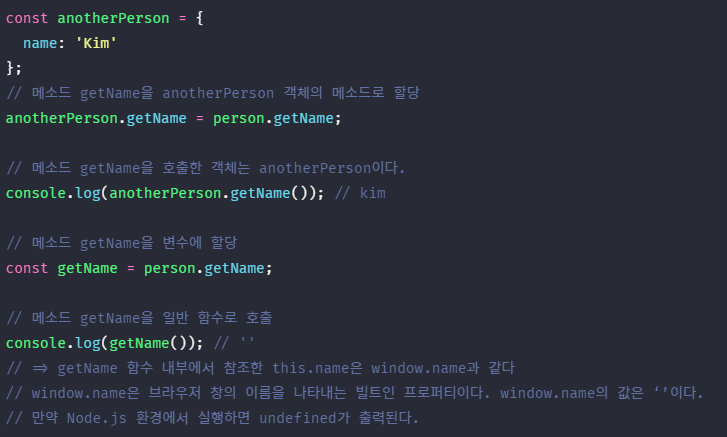 const anotherPerson = {
  name: 'Kim'
};
// 메소드 getName을 anotherPerson 객체의 메소드로 할당
anotherPerson.getName = person.getName;
// 메소드 getName을 호출한 객체는 anotherPerson이다.
console.log(anotherPerson.getName()); // kim
// 메소드 getName을 변수에 할당
const getName = person.getName;
// 메소드 getName을 일반 함수로 호출
console.log(getName()); // ''
// => getName 함수 내부에서 참조한 this.name은 window.name과 같다
// window.name은 브라우저 창의 이름을 나타내는 빌트인 프로퍼티이다. window.name의 값은 ‘’이다.
// 만약 Node.js 환경에서 실행하면 undefined가 출력된다.